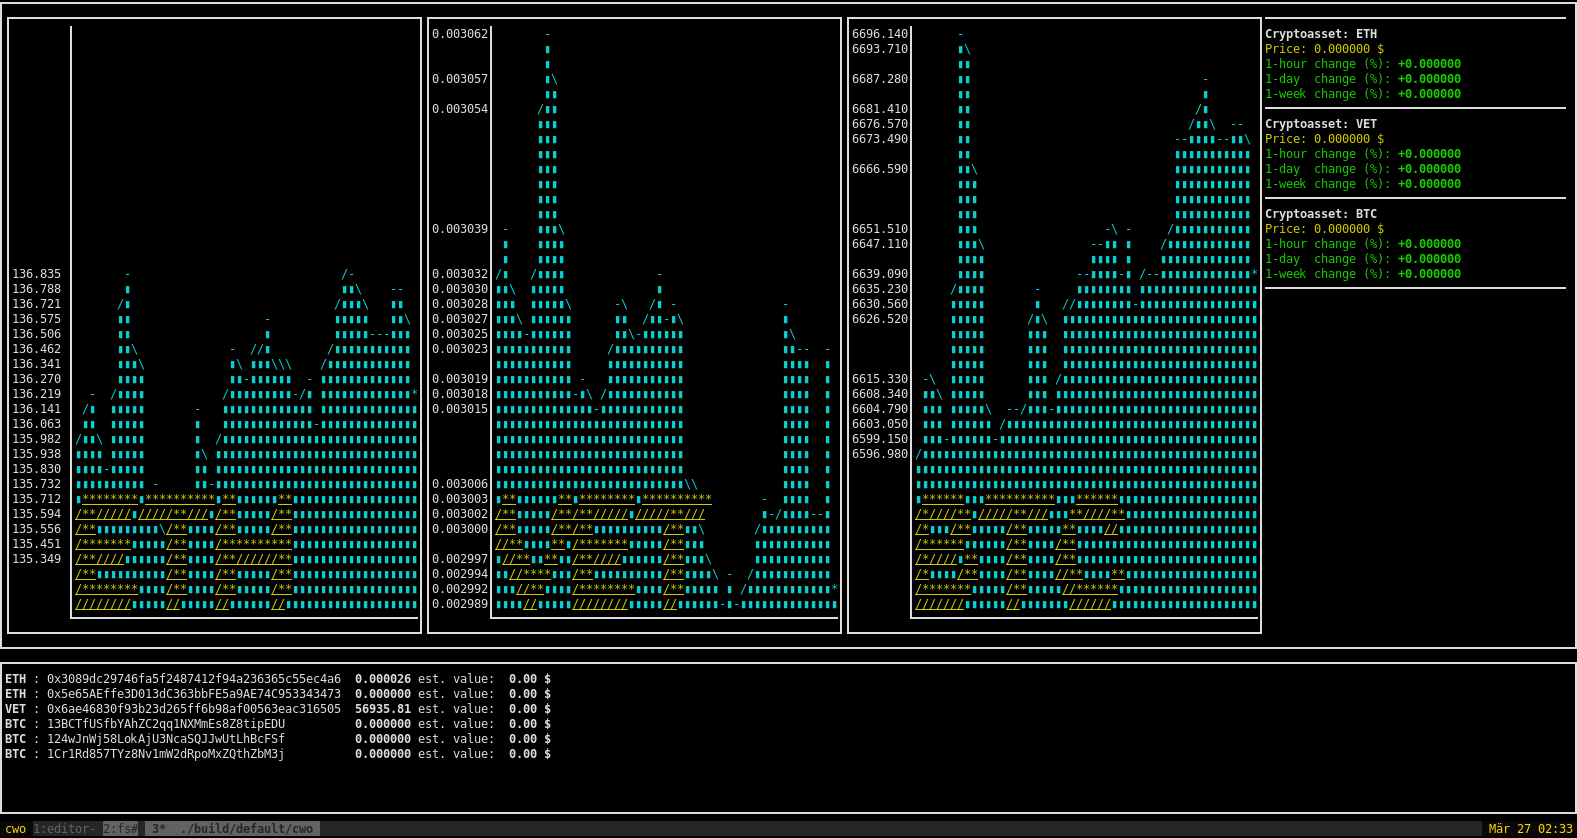 136.835
136.788
136.721
136.575
136.506
136.462
136.341
136.270
136.219
136.141
136.063
135.982
135.938
135.830
135.732
135.712
135.594
135.556
135.451
135.349
ETH
0.003062
0.003057
0.003054
0.003039
0.003032
0.003030
0.003028
0.003027
0.003025
0.003023
0.003019
0.003018
0.003015
0.003006
0.003003
0.003002
0.003000
0.002997
0.002994
0.002992
0.002989
VET
6696.140
6693.710
6687.280
6681.410
6676.570
6673.490
6666.590
6651.510
6647.110
6639.090
6635.230
6630.560
6626.520
6615.330
6608.340
6604.790
6603.050
6599.150
6596.980
BTC
Cryptoasset: ETH
Price: 0.000000 $
1-hour change (%): +0.000000
1-day  change (%): +0.000000
1-week change (%): +0.000000
Cryptoasset: VET
Price: 0.000000 $
1-hour change (%): +0.000000
1-day  change (%): +0.000000
1-week change (%): +0.000000
Cryptoasset: BTC
Price: 0.000000 $
1-hour change (%): +0.000000
1-day  change (%): +0.000000
1-week change (%): +0.000000
ETH : 0x3089dc29746fa5f2487412f94a236365c55ec4a6  0.000026 est. value:  0.00 $
ETH : 0x5e65AEffe3D013dC363bbFE5a9AE74C953343473  0.000000 est. value:  0.00 $
VET : 0x6ae46830f93b23d265ff6b98af00563eac316505  56935.81 est. value:  0.00 $
BTC : 13BCTfUSfbYAhZC2qq1NXMmEs8Z8tipEDU          0.000000 est. value:  0.00 $
BTC : 124wJnWj58LokAjU3NcaSQJJwUtLhBcFSf          0.000000 est. value:  0.00 $
BTC : 1Cr1Rd857TYz8Nv1mW2dRpoMxZQthZbM3j          0.000000 est. value:  0.00 $
cwo 1:editor- 2:fs# 3*  ./build/default/cwo Mär 27 02:33